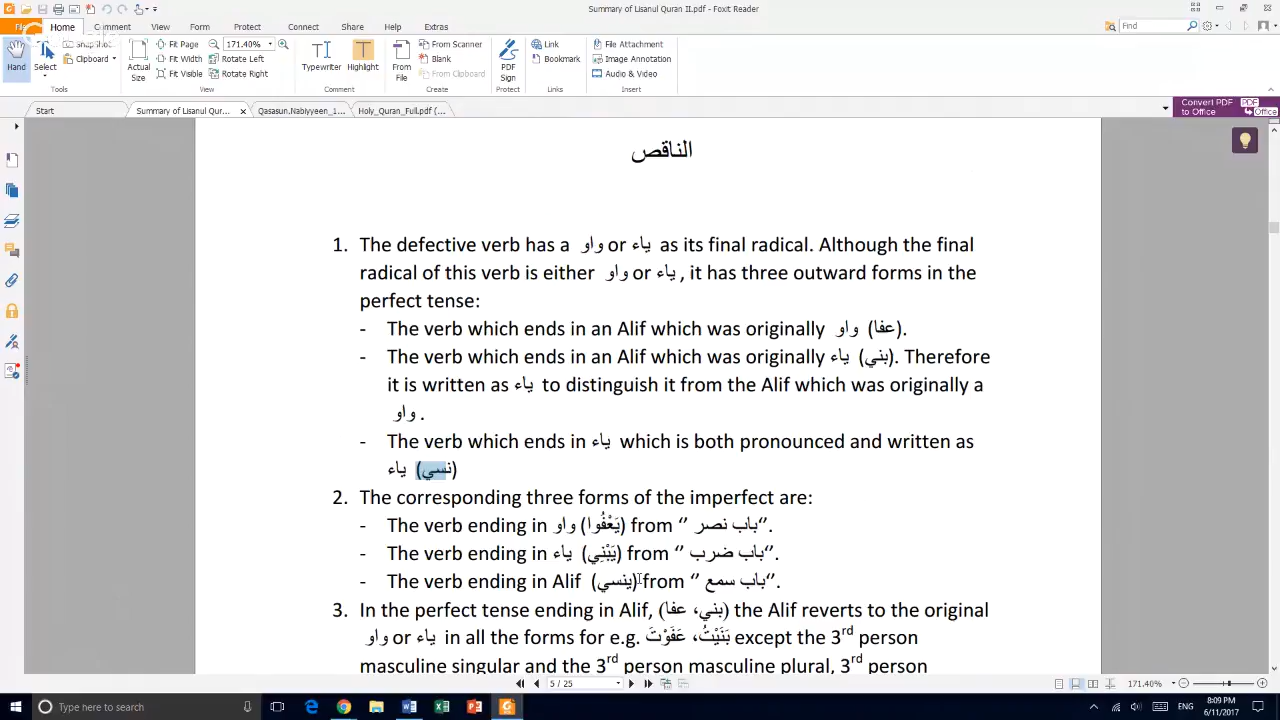 Summary of Lisanul Quran II.pdf - Foxit Reader
File Home Comment View Form Protect Share Connect Extras
Find
Hand
Select
SnapShot
Clipboard
Actual Size
Fit Page
Fit Width
Fit Visible
171.40%
Rotate Left
Rotate Right
Typewriter
Highlight
From File
From Scanner
Blank
From Clipboard
PDF Sign
Link
Bookmark
File Attachment
Image Annotation
Audio & Video
Tools View Comment Create Protect Links Insert
Start Summary of Lisanul Qur... Qasasun.Nabiyyeen_1... Holy_Quran_Full.pdf (...
Convert PDF to Office
PDF Office
الناقص
1. The defective verb has a واو or ياء as its final radical. Although the final
radical of this verb is either واو or ياء , it has three outward forms in the
perfect tense:
- The verb which ends in an Alif which was originally واو (عفا).
- The verb which ends in an Alif which was originally ياء (بني). Therefore
it is written as ياء to distinguish it from the Alif which was originally a
واو .
- The verb which ends in ياء which is both pronounced and written as
ياء (نسي)
2. The corresponding three forms of the imperfect are:
- The verb ending in واو (يَعْفُوا) from ” باب نصر”.
- The verb ending in ياء (يَبْنِي) from ” باب ضرب”.
- The verb ending in Alif (ينسي) from ” باب سمع”.
3. In the perfect tense ending in Alif, (بني، عفا) the Alif reverts to the original
واو or ياء in all the forms for e.g. بَنَيْتُ، عَفَوْتَ except the 3rd person
masculine singular and the 3rd person masculine plural, 3rd person
5 / 25
171.40%
Type here to search
ENG
8:09 PM
6/11/2017